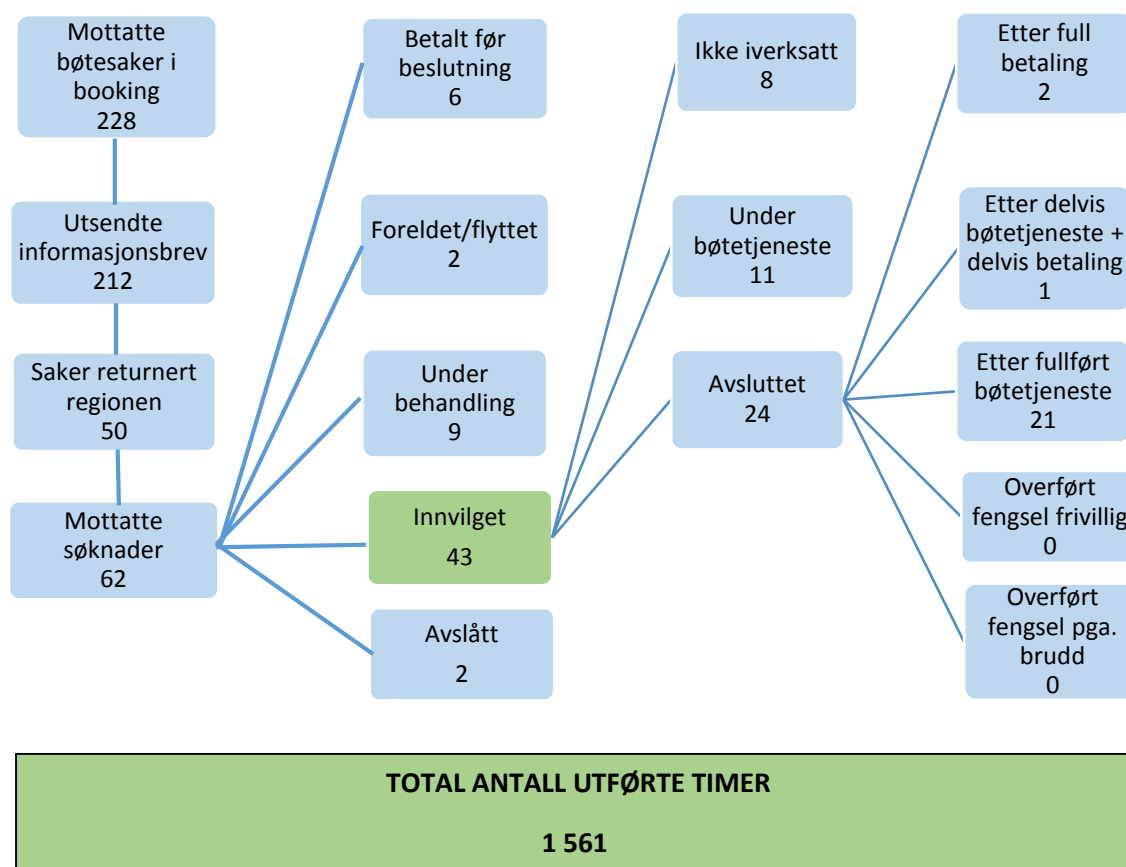 Mottatte
bøtesaker i
booking
228
Utsendte
informasjonsbrev
212
Saker returnert
regionen
50
Mottatte
søknader
62
Betalt før
beslutning
6
Foreldet/flyttet
2
Under
behandling
9
Innvilget
43
Avslått
2
Ikke iverksatt
8
Under
bøtetjeneste
11
Avsluttet
24
Etter full
betaling
2
Etter delvis
bøtetjeneste +
delvis betaling
1
Etter fullført
bøtetjeneste
21
Overført
fengsel frivillig
0
Overført
fengsel pga.
brudd
0
TOTAL ANTALL UTFØRTE TIMER
1 561